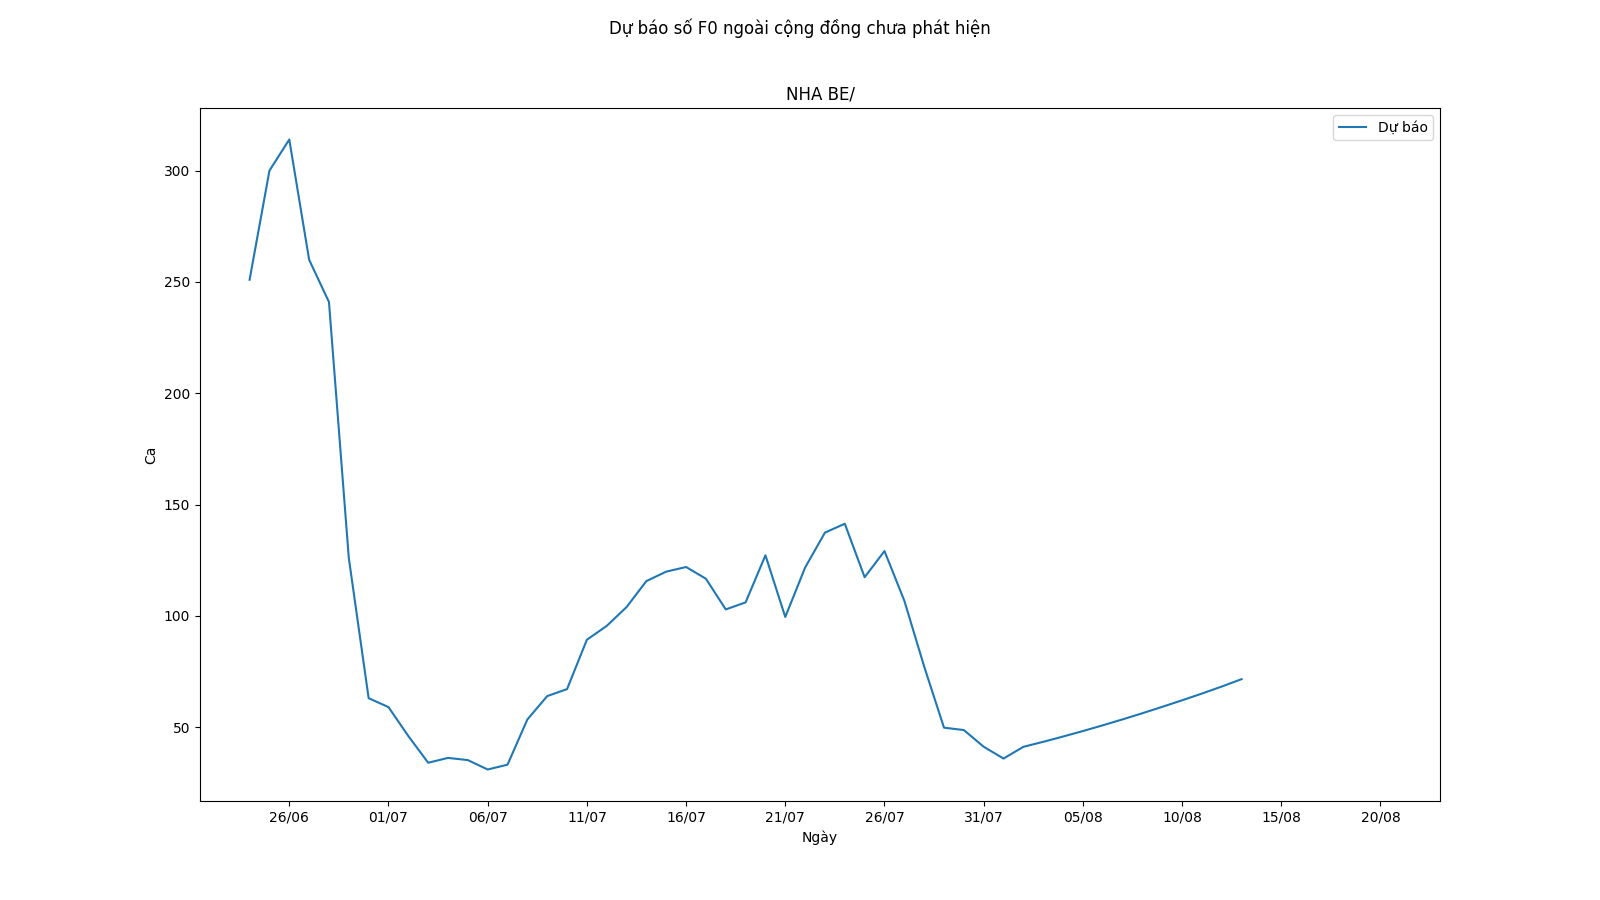 Dự báo số F0 ngoài cộng đồng chưa phát hiện
NHA BE/
Dự báo
300
250
200
150
100
50
Ca
26/06 01/07 06/07 11/07 16/07 21/07 26/07 31/07 05/08 10/08 15/08 20/08
Ngày